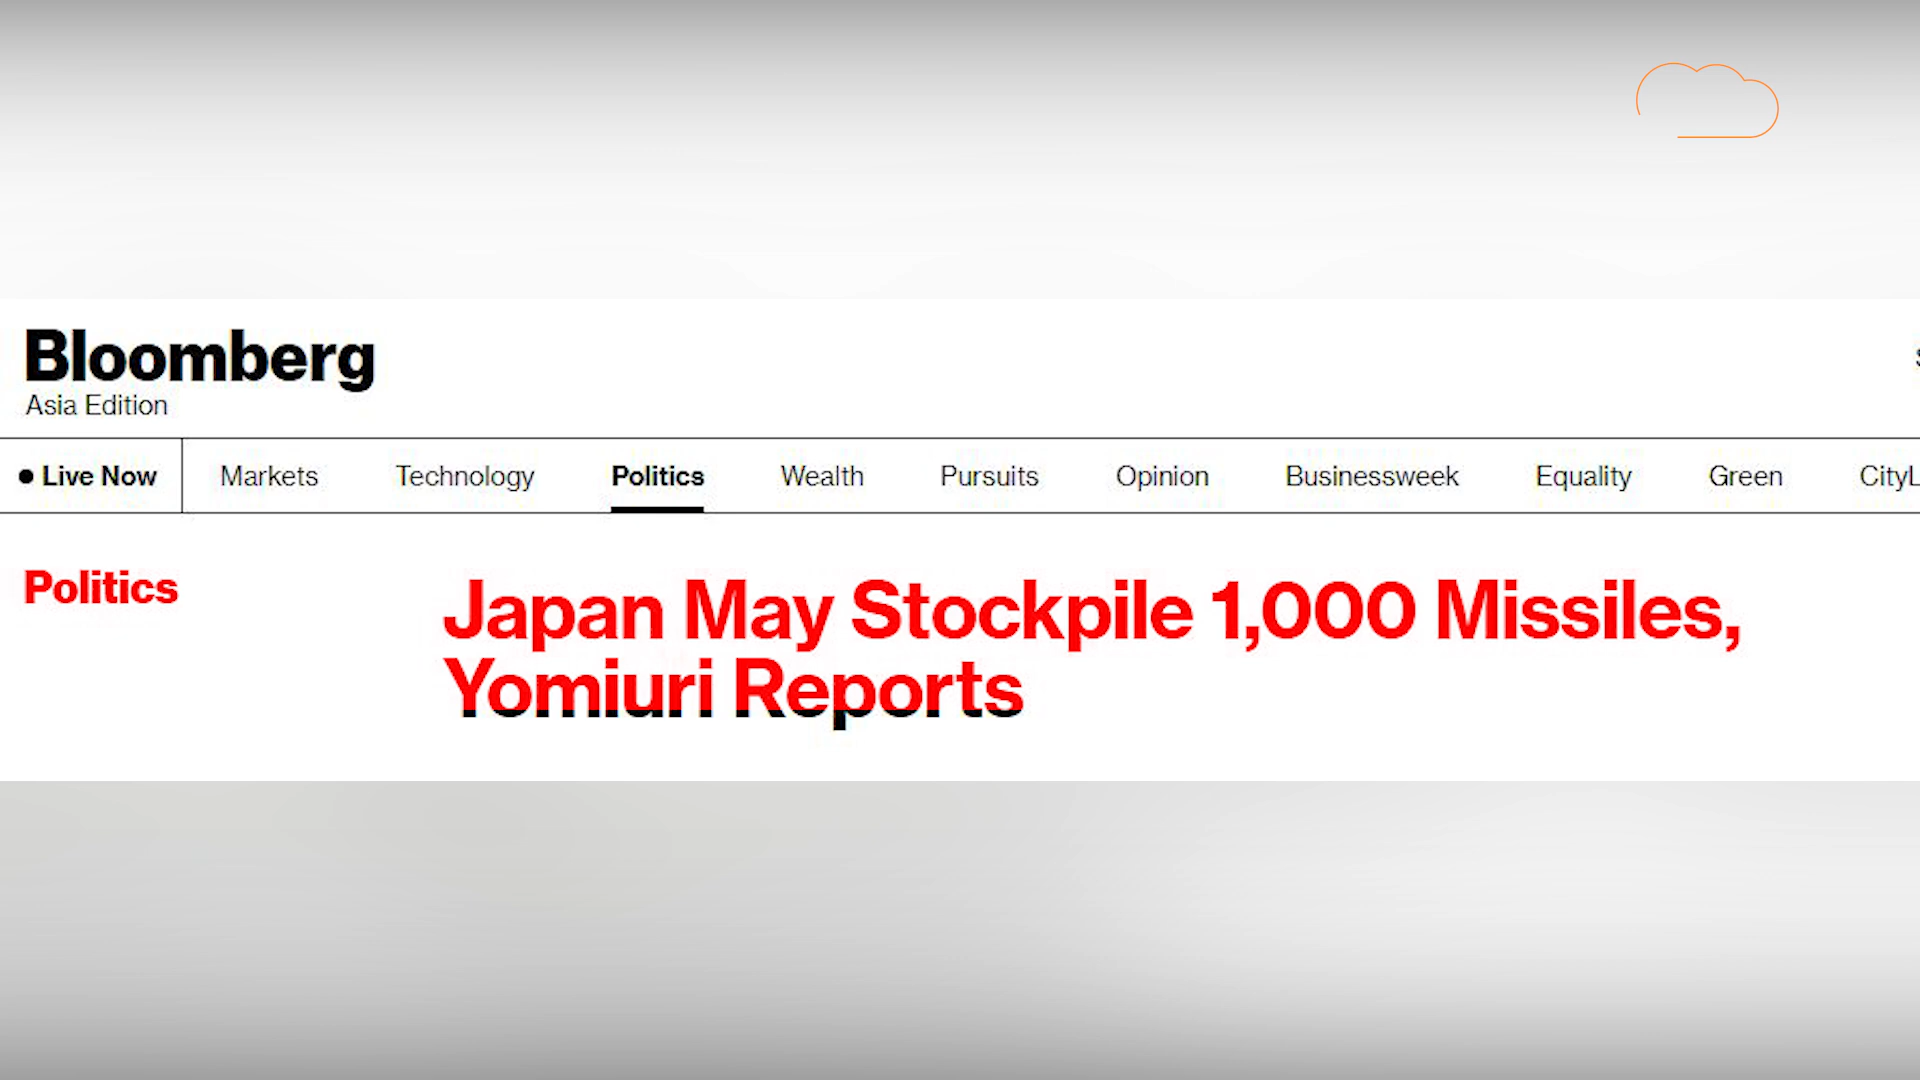 Bloomberg
Asia Edition
Live Now Markets Technology Politics Wealth Pursuits Opinion Businessweek Equality Green
Politics
Japan May Stockpile 1,000 Missiles,
Yomiuri Reports